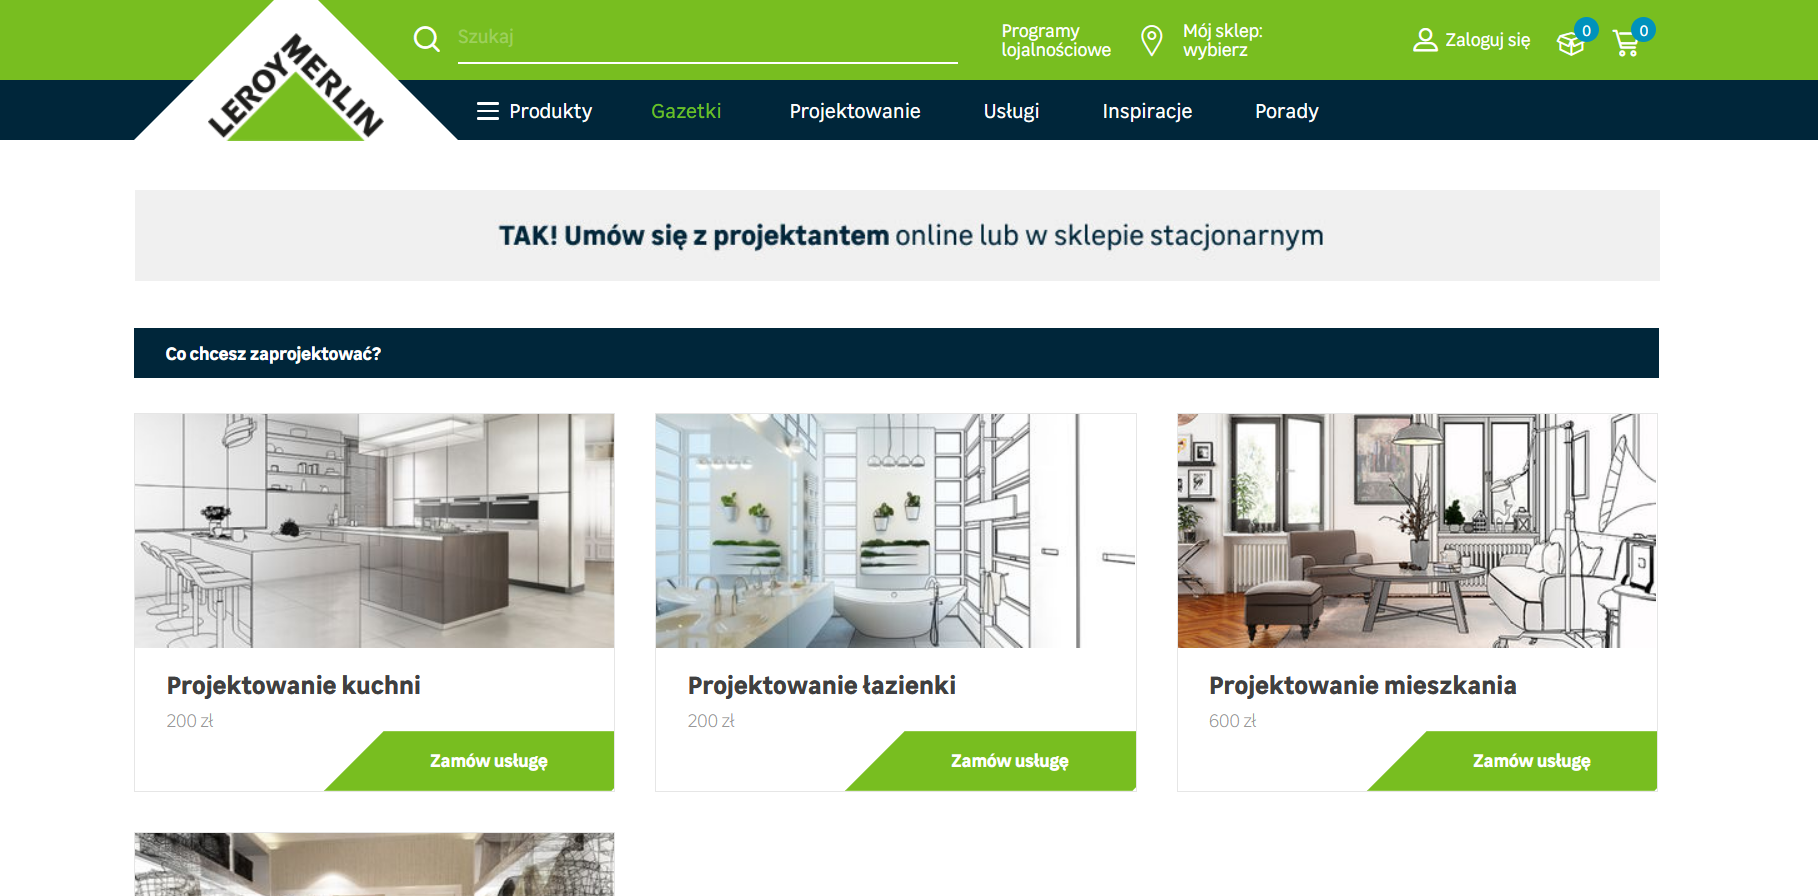 LEROY MERLIN
Szukaj
Programy
lojalnościowe
Mój sklep:
wybierz
Zaloguj się
0
0
Produkty
Gazetki
Projektowanie
Usługi
Inspiracje
Porady
TAK! Umów się z projektantem online lub w sklepie stacjonarnym
Co chcesz zaprojektować?
Projektowanie kuchni
200 zł
Zamów usługę
Projektowanie łazienki
200 zł
Zamów usługę
Projektowanie mieszkania
600 zł
Zamów usługę